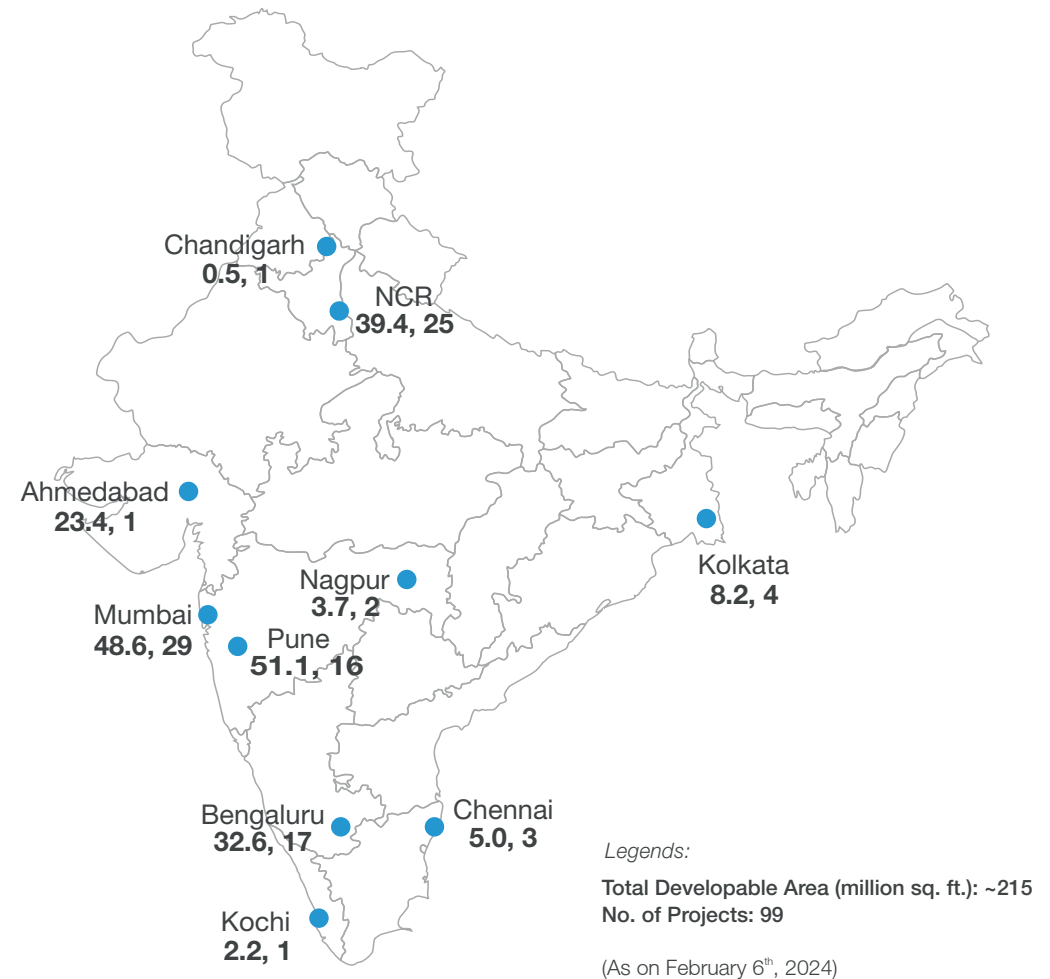 Chandigarh
0.5, 1
NCR
39.4, 25
Ahmedabad
23.4, 1
Nagpur
3.7, 2
Kolkata
8.2, 4
Mumbai
48.6, 29
Pune
51.1, 16
Bengaluru
32.6, 17
Chennai
5.0, 3
Kochi
2.2, 1
Legends:
Total Developable Area (million sq. ft.): ~215
No. of Projects: 99
(As on February 6th, 2024)